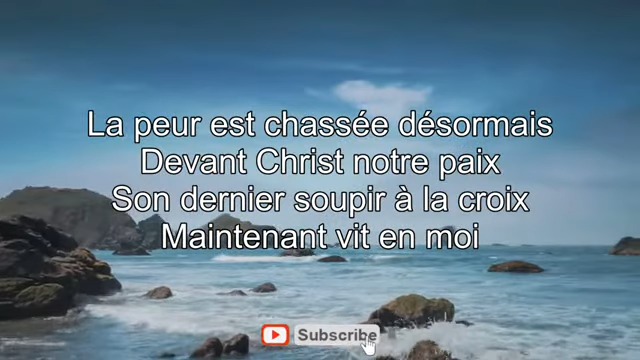 La peur est chassée désormais
Devant Christ notre paix
Son dernier soupir à la croix
Maintenant vit en moi
Subscribe